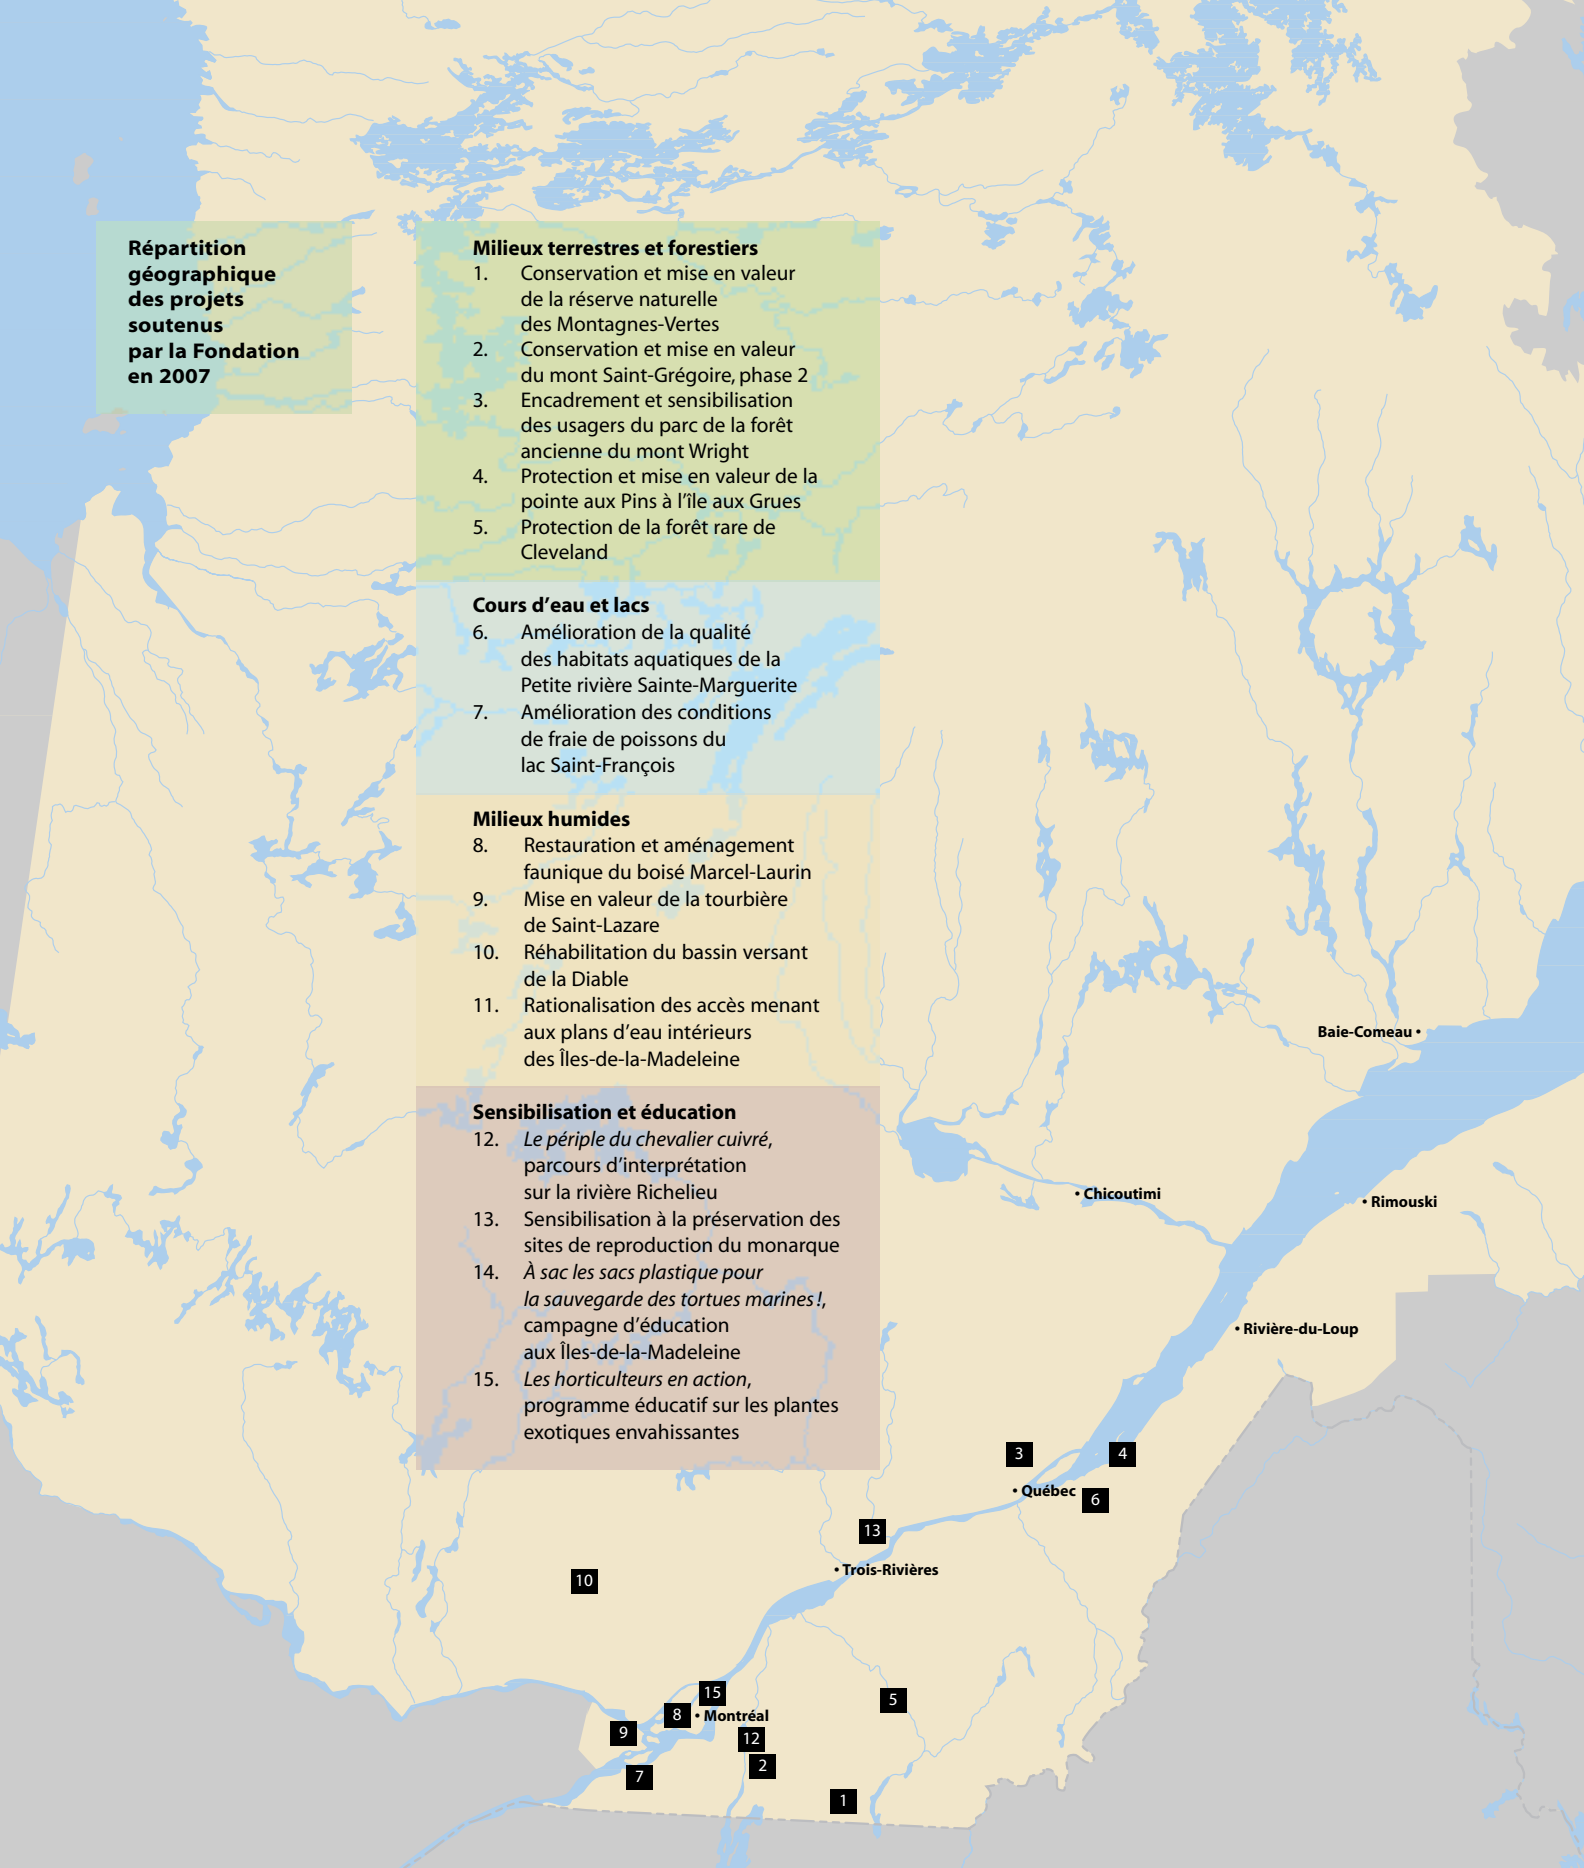 Répartition
géographique
des projets
soutenus
par la Fondation
en 2007
Milieux terrestres et forestiers
1. Conservation et mise en valeur
de la réserve naturelle
des Montagnes-Vertes
2. Conservation et mise en valeur
du mont Saint-Grégoire, phase 2
3. Encadrement et sensibilisation
des usagers du parc de la forêt
ancienne du mont Wright
4. Protection et mise en valeur de la
pointe aux Pins à l’île aux Grues
5. Protection de la forêt rare de
Cleveland
Cours d’eau et lacs
6. Amélioration de la qualité
des habitats aquatiques de la
Petite rivière Sainte-Marguerite
7. Amélioration des conditions
de fraie de poissons du
lac Saint-François
Milieux humides
8. Restauration et aménagement
faunique du boisé Marcel-Laurin
9. Mise en valeur de la tourbière
de Saint-Lazare
10. Réhabilitation du bassin versant
de la Diable
11. Rationalisation des accès menant
aux plans d’eau intérieurs
des Îles-de-la-Madeleine
Sensibilisation et éducation
12. Le périple du chevalier cuivré,
parcours d’interprétation
sur la rivière Richelieu
13. Sensibilisation à la préservation des
sites de reproduction du monarque
14. À sac les sacs plastique pour
la sauvegarde des tortues marines !,
campagne d’éducation
aux Îles-de-la-Madeleine
15. Les horticulteurs en action,
programme éducatif sur les plantes
exotiques envahissantes
Baie-Comeau •
• Chicoutimi
• Rimouski
• Rivière-du-Loup
3
4
• Québec
6
13
• Trois-Rivières
10
15
5
8
• Montréal
9
12
2
7
1